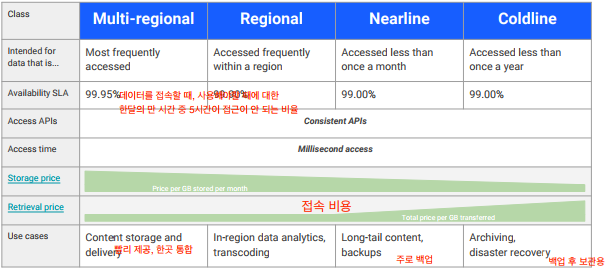 Class
Multi-regional
Regional
Nearline
Coldline
Intended for
data that is...
Most frequently
accessed
Accessed frequently
within a region
Accessed less than
once a month
Accessed less than
once a year
Availability SLA
99.95%
데이터를 접속할 때, 사용
에 대한
한달의 만 시간 중 5시간이 접근이 안 되는 비율
99.00%
99.00%
Access APIs
Consistent APIs
Access time
Millisecond access
Storage price
Price per GB stored per month
Retrieval price
접속 비용
Total price per GB transferred
Use cases
Content storage and
delivery
빨리 제공, 한곳 통합
In-region data analytics,
transcoding
Long-tail content,
backups
주로 백업
Archiving,
disaster recovery
백업 후 보관용